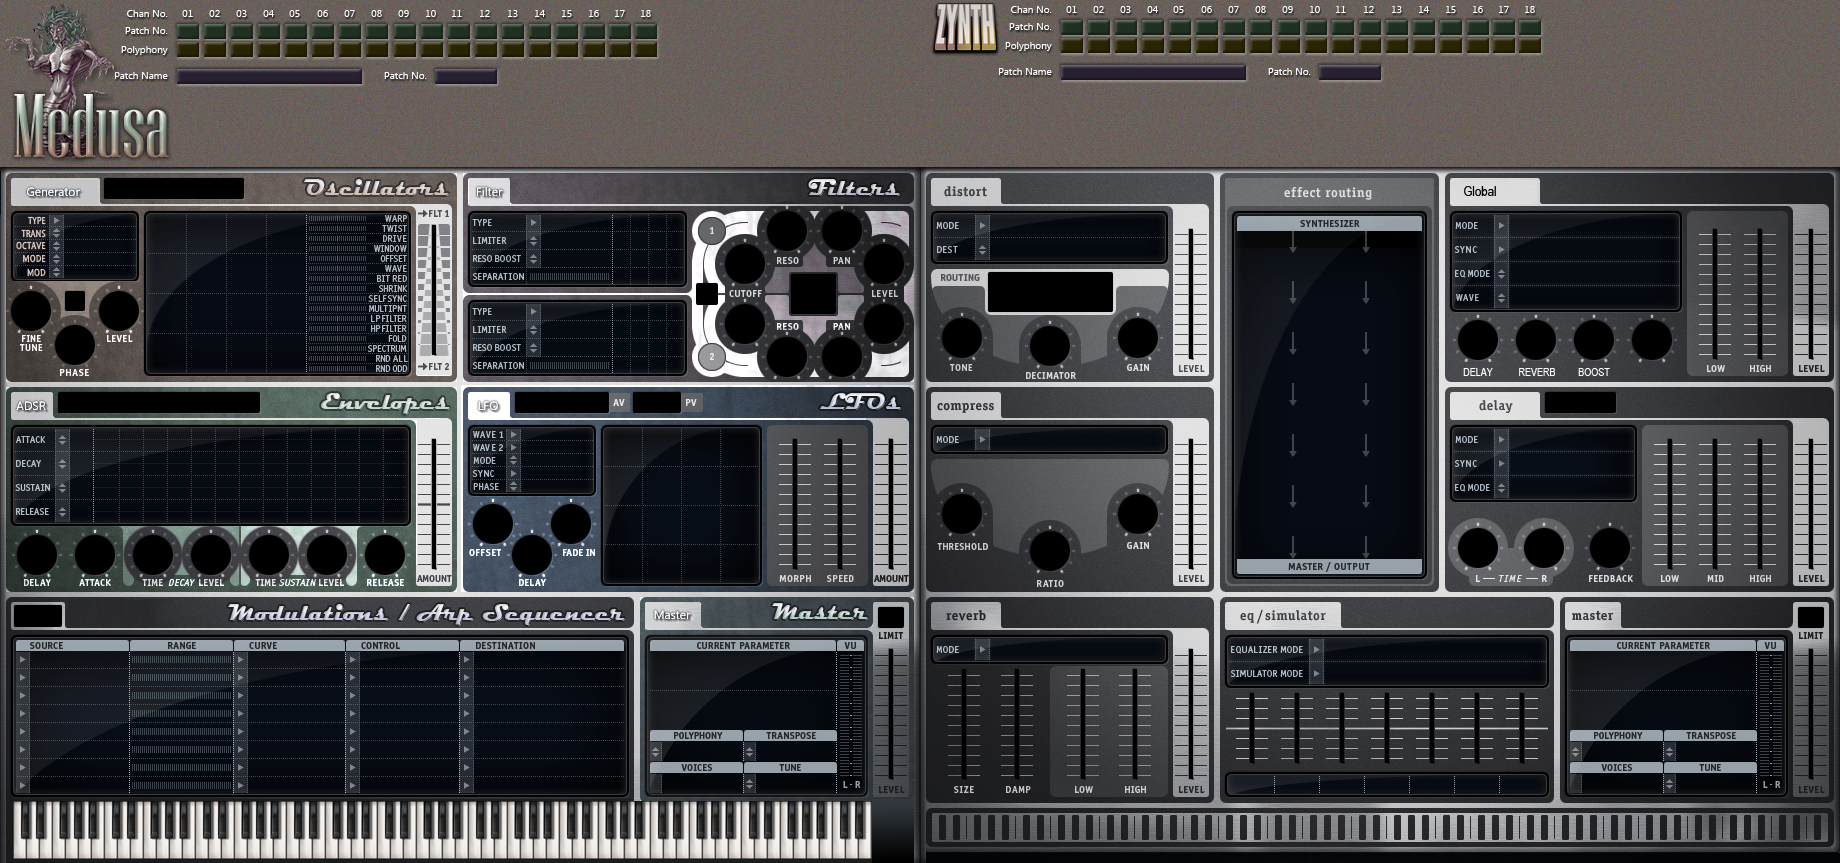 Chan No. 01 02 03 04 05 06 07 08 09 10 11 12 13 14 15 16 17 18
Patch No.
Polyphony
Patch Name
Patch No.
Medusa
ZYNTH
Chan No. 01 02 03 04 05 06 07 08 09 10 11 12 13 14 15 16 17 18
Patch No.
Polyphony
Patch Name
Patch No.
Generator
Oscillators
TYPE
TRANS
OCTAVE
MODE
MOD
FINE TUNE
PHASE
LEVEL
WARP
TWIST
DRIVE
WINDOW
OFFSET
WAVE
BIT RED
SHRINK
SELFSYNC
MULTIPNT
LP FILTER
HP FILTER
FOLD
SPECTRUM
RND ALL
RND ODD
FLT 1
FLT 2
Filter
Filters
TYPE
LIMITER
RESO BOOST
SEPARATION
TYPE
LIMITER
RESO BOOST
SEPARATION
1
RESO
PAN
CUTOFF
LEVEL
RESO
PAN
2
ADSR
Envelopes
ATTACK
DECAY
SUSTAIN
RELEASE
DELAY
ATTACK
TIME DECAY LEVEL
TIME SUSTAIN LEVEL
RELEASE
AMOUNT
LFO
AV
PV
LFOs
WAVE 1
WAVE 2
MODE
SYNC
PHASE
OFFSET
DELAY
FADE IN
MORPH
SPEED
AMOUNT
Modulations / Arp Sequencer
SOURCE
RANGE
CURVE
CONTROL
DESTINATION
Master
Master
CURRENT PARAMETER
VU
POLYPHONY
TRANSPOSE
VOICES
TUNE
L - R
LIMIT
LEVEL
distort
MODE
DEST
ROUTING
TONE
DECIMATOR
GAIN
LEVEL
compress
MODE
THRESHOLD
RATIO
GAIN
LEVEL
reverb
MODE
SIZE
DAMP
LOW
HIGH
LEVEL
effect routing
SYNTHESIZER
MASTER / OUTPUT
eq / simulator
EQUALIZER MODE
SIMULATOR MODE
Global
MODE
SYNC
EQ MODE
WAVE
DELAY
REVERB
BOOST
LOW
HIGH
LEVEL
delay
MODE
SYNC
EQ MODE
L — TIME — R
FEEDBACK
LOW
MID
HIGH
LEVEL
master
CURRENT PARAMETER
VU
POLYPHONY
TRANSPOSE
VOICES
TUNE
L - R
LIMIT
LEVEL